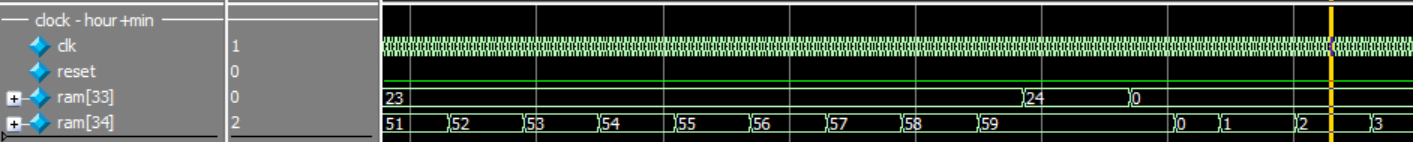 clock - hour +min
clk 1
reset 0
ram[33] 0 23 24 0
ram[34] 2 51 52 53 54 55 56 57 58 59 0 1 2 3